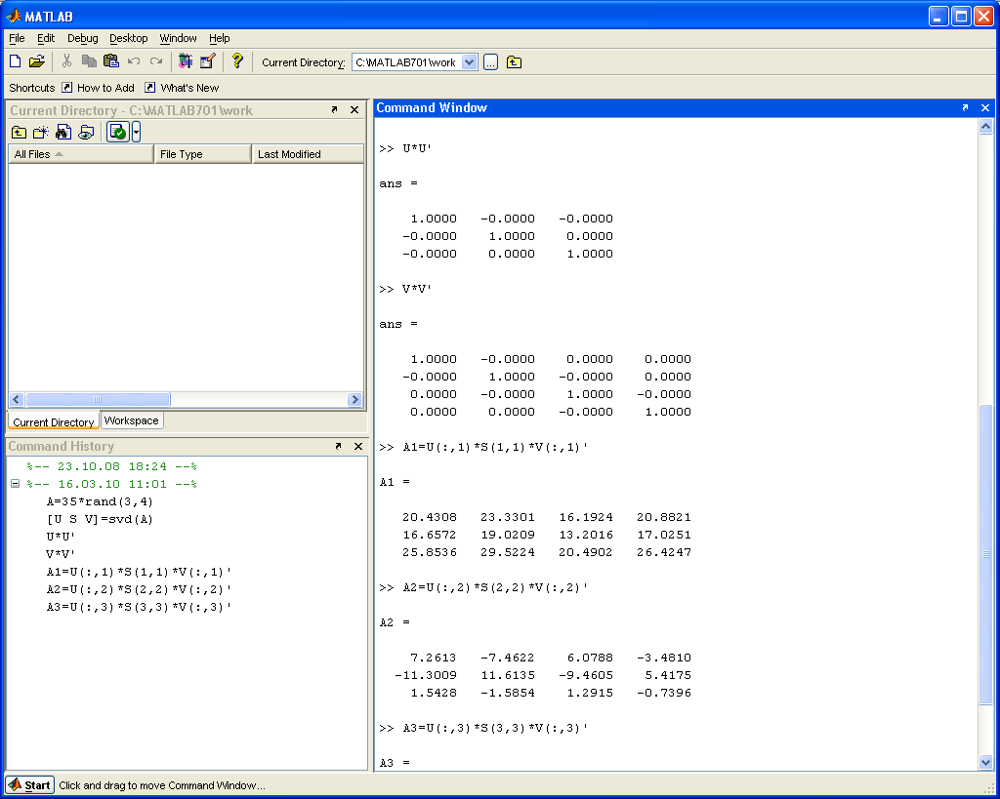 MATLAB
File Edit Debug Desktop Window Help
Current Directory: C:\MATLAB701\work ...
Shortcuts How to Add What's New
Current Directory - C:\MATLAB701\work
All Files File Type Last Modified
Current Directory Workspace
Command History
%-- 23.10.08 18:24 --%
%-- 16.03.10 11:01 --%
A=35*rand(3,4)
[U S V]=svd(A)
U*U'
V*V'
A1=U(:,1)*S(1,1)*V(:,1)'
A2=U(:,2)*S(2,2)*V(:,2)'
A3=U(:,3)*S(3,3)*V(:,3)'
Command Window
>> U*U'
ans =
1.0000 -0.0000 -0.0000
-0.0000 1.0000 0.0000
-0.0000 0.0000 1.0000
>> V*V'
ans =
1.0000 -0.0000 0.0000 0.0000
-0.0000 1.0000 -0.0000 0.0000
0.0000 -0.0000 1.0000 -0.0000
0.0000 0.0000 -0.0000 1.0000
>> A1=U(:,1)*S(1,1)*V(:,1)'
A1 =
20.4308 23.3301 16.1924 20.8821
16.6572 19.0209 13.2016 17.0251
25.8536 29.5224 20.4902 26.4247
>> A2=U(:,2)*S(2,2)*V(:,2)'
A2 =
7.2613 -7.4622 6.0788 -3.4810
-11.3009 11.6135 -9.4605 5.4175
1.5428 -1.5854 1.2915 -0.7396
>> A3=U(:,3)*S(3,3)*V(:,3)'
A3 =
Start Click and drag to move Command Window...